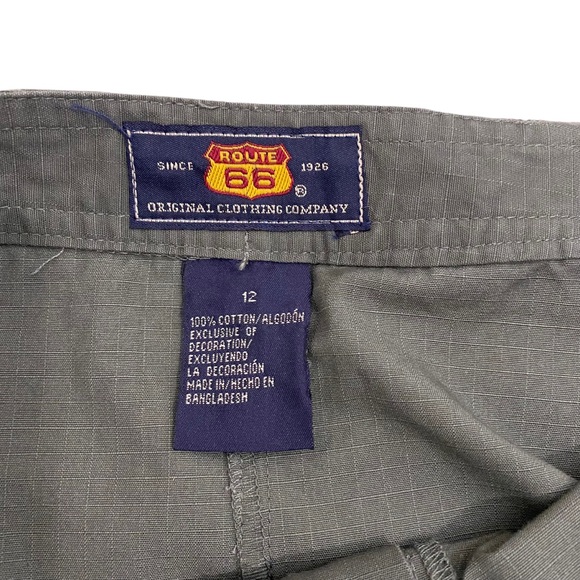 ROUTE
SINCE 66 1926
®
ORIGINAL CLOTHING COMPANY
12
100% COTTON/ALGODÓN
EXCLUSIVE OF
DECORATION/
EXCLUYENDO
LA DECORACIÓN
MADE IN/HECHO EN
BANGLADESH